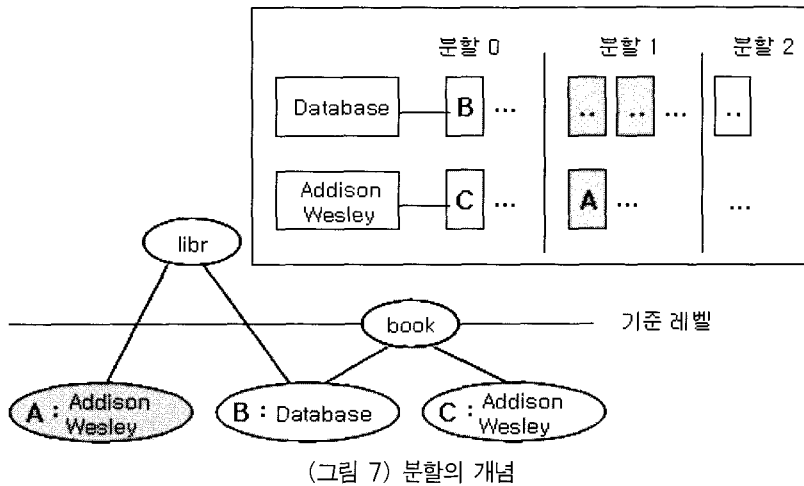 분할 0 분할 1 분할 2
Database B ... .. .. ... ..
Addison
Wesley
C ... A ... ...
libr
book
기준 레벨
A : Addison
Wesley
B : Database
C : Addison
Wesley
(그림 7) 분할의 개념